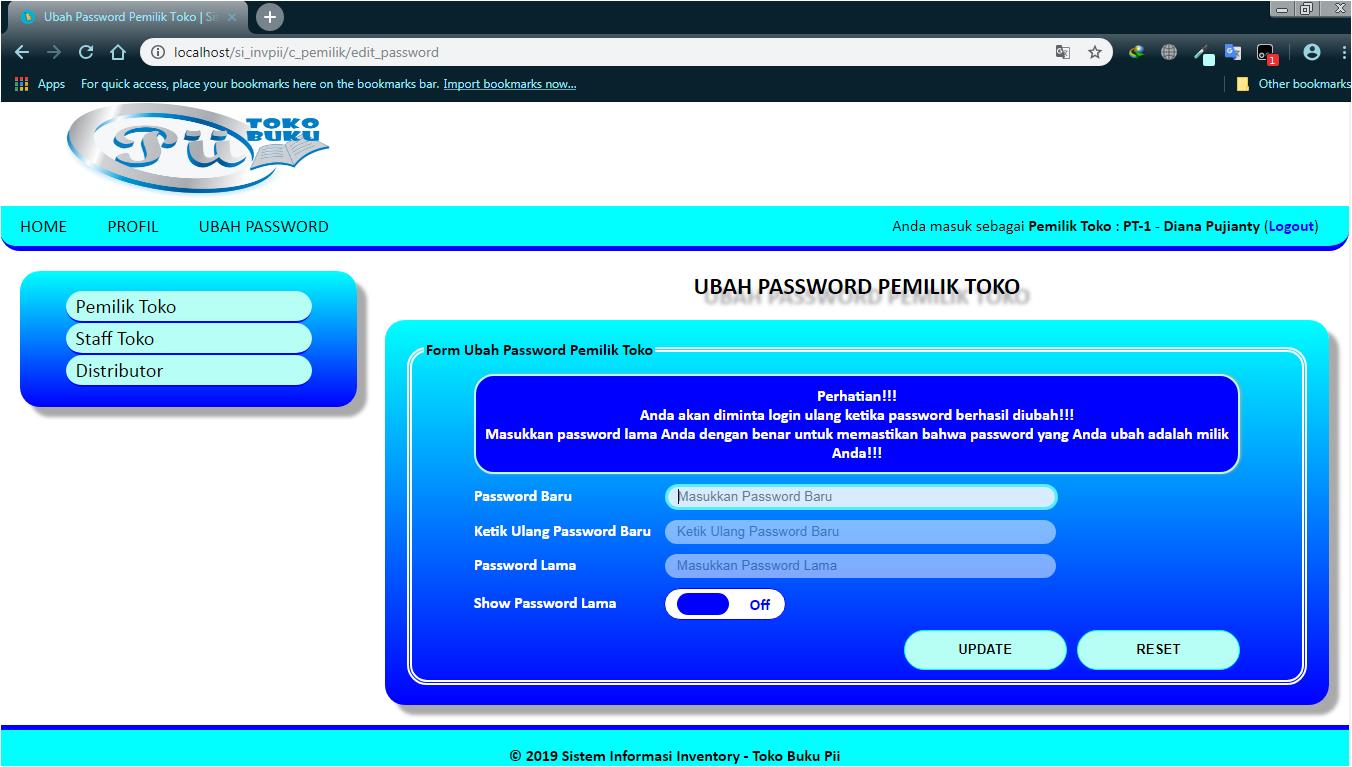 Ubah Password Pemilik Toko | Si
localhost/si_invpii/c_pemilik/edit_password
1
Apps For quick access, place your bookmarks here on the bookmarks bar. Import bookmarks now... Other bookmarks
Pii TOKO BUKU
HOME PROFIL UBAH PASSWORD Anda masuk sebagai Pemilik Toko : PT-1 - Diana Pujianty (Logout)
Pemilik Toko
Staff Toko
Distributor
UBAH PASSWORD PEMILIK TOKO
Form Ubah Password Pemilik Toko
Perhatian!!!
Anda akan diminta login ulang ketika password berhasil diubah!!!
Masukkan password lama Anda dengan benar untuk memastikan bahwa password yang Anda ubah adalah milik
Anda!!!
Password Baru Masukkan Password Baru
Ketik Ulang Password Baru Ketik Ulang Password Baru
Password Lama Masukkan Password Lama
Show Password Lama Off
UPDATE RESET
© 2019 Sistem Informasi Inventory - Toko Buku Pii